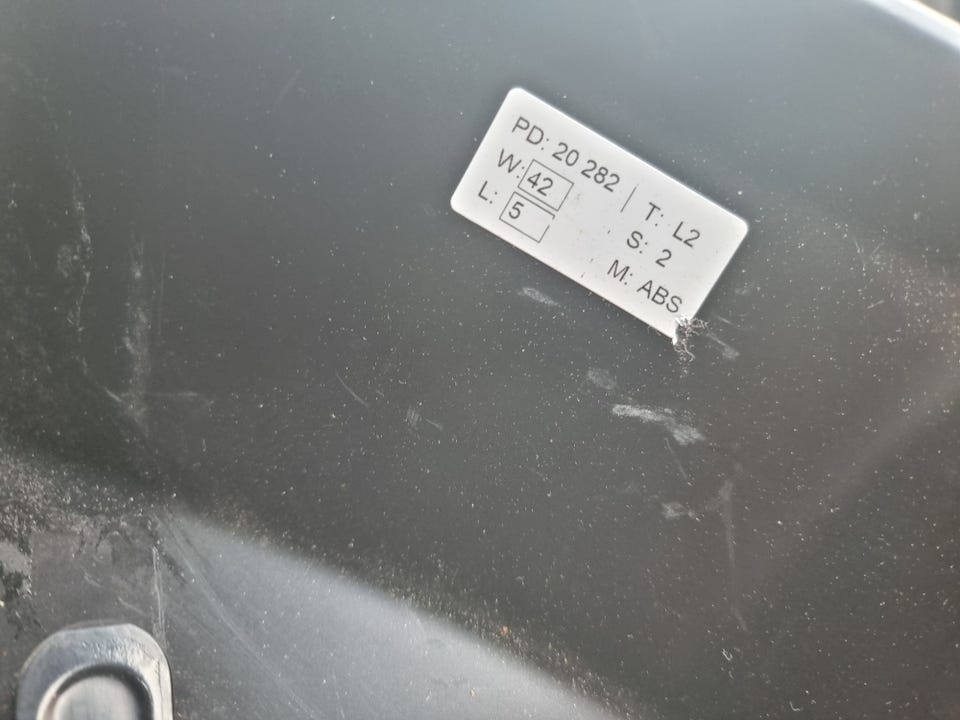 PD: 20 282 | T: L2
W: 42 S: 2
L: 5 M: ABS